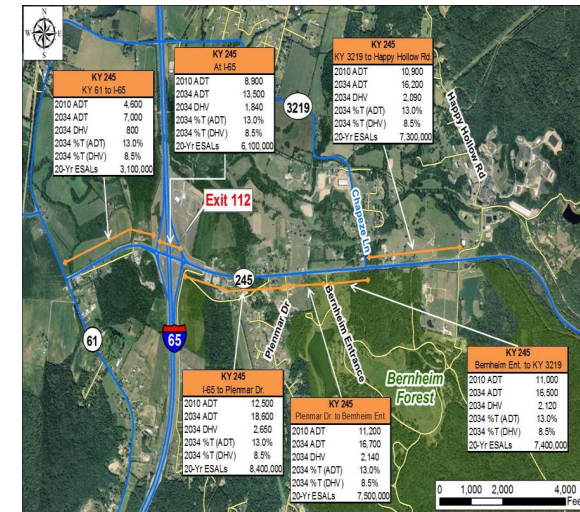 N
W E
S
KY 245
KY 61 to I-65
2010 ADT 4,600
2034 ADT 7,000
2034 DHV 800
2034 %T (ADT) 13.0%
2034 %T (DHV) 8.5%
20-Yr ESALs 3,100,000
KY 245
At I-65
2010 ADT 8,900
2034 ADT 13,500
2034 DHV 1,840
2034 %T (ADT) 13.0%
2034 %T (DHV) 8.5%
20-Yr ESALs 6,100,000
KY 245
KY 3219 to Happy Hollow Rd.
2010 ADT 10,900
2034 ADT 16,200
2034 DHV 2,090
2034 %T (ADT) 13.0%
2034 %T (DHV) 8.5%
20-Yr ESALs 7,300,000
3219
Happy Hollow Rd
Chapeze Ln
Exit 112
245
61
65
Plenmar Dr
Bernheim Entrance
Bernheim
Forest
KY 245
I-65 to Plenmar Dr.
2010 ADT 12,500
2034 ADT 18,600
2034 DHV 2,650
2034 %T (ADT) 13.0%
2034 %T (DHV) 8.5%
20-Yr ESALs 8,400,000
KY 245
Plenmar Dr. to Bernheim Ent.
2010 ADT 11,200
2034 ADT 16,700
2034 DHV 2,140
2034 %T (ADT) 13.0%
2034 %T (DHV) 8.5%
20-Yr ESALs 7,500,000
KY 245
Bernheim Ent. to KY 3219
2010 ADT 11,000
2034 ADT 16,500
2034 DHV 2,120
2034 %T (ADT) 13.0%
2034 %T (DHV) 8.5%
20-Yr ESALs 7,400,000
0 1,000 2,000 4,000
Fee